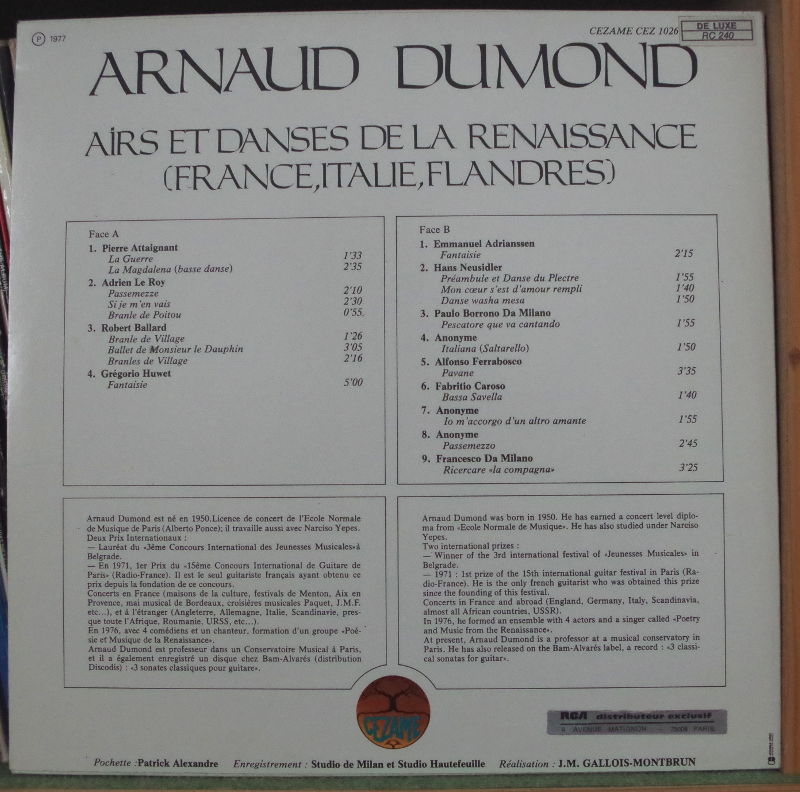 ℗ 1977
CEZAME CEZ 1026
DE LUXE
RC 240
ARNAUD DUMOND
AIRS ET DANSES DE LA RENAISSANCE
(FRANCE, ITALIE, FLANDRES)
Face A
1. Pierre Attaignant
La Guerre 1'33
La Magdalena (basse danse) 2'35
2. Adrien Le Roy
Passemezze 2'10
Si je m'en vais 2'30
Branle de Poitou 0'55
3. Robert Ballard
Branle de Village 1'26
Ballet de Monsieur le Dauphin 3'05
Branles de Village 2'16
4. Grégorio Huwet
Fantaisie 5'00
Face B
1. Emmanuel Adrianssen
Fantaisie 2'15
2. Hans Neusidler
Préambule et Danse du Plectre 1'55
Mon cœur s'est d'amour rempli 1'40
Danse washa mesa 1'50
3. Paulo Borrono Da Milano
Pescatore que va cantando 1'55
4. Anonyme
Italiana (Saltarello) 1'50
5. Alfonso Ferrabosco
Pavane 3'35
6. Fabritio Caroso
Bassa Savella 1'40
7. Anonyme
Io m'accorgo d'un altro amante 1'55
8. Anonyme
Passemezzo 2'45
9. Francesco Da Milano
Ricercare «la compagna» 3'25
Arnaud Dumond est né en 1950. Licence de concert de l'Ecole Normale
de Musique de Paris (Alberto Ponce); il travaille aussi avec Narciso Yepes.
Deux Prix Internationaux :
— Lauréat du «3ème Concours International des Jeunesses Musicales»à
Belgrade.
— En 1971, 1er Prix du «15ème Concours International de Guitare de
Paris» (Radio-France). Il est le seul guitariste français ayant obtenu ce
prix depuis la fondation de ce concours.
Concerts en France (maisons de la culture, festivals de Menton, Aix en
Provence, mai musical de Bordeaux, croisières musicales Paquet, J.M.F.
etc...), et à l'étranger (Angleterre, Allemagne, Italie, Scandinavie, pres-
que toute l'Afrique, Roumanie, URSS, etc...).
En 1976, avec 4 comédiens et un chanteur, formation d'un groupe «Poé-
sie et Musique de la Renaissance».
Arnaud Dumond est professeur dans un Conservatoire Musical à Paris,
et il a également enregistré un disque chez Bam-Alvarés (distribution
Discodis) : «3 sonates classiques pour guitare».
Arnaud Dumond was born in 1950. He has earned a concert level diplo-
ma from «Ecole Normale de Musique». He has also studied under Narciso
Yepes.
Two international prizes :
— Winner of the 3rd international festival of «Jeunesses Musicales» in
Belgrade.
— 1971 : 1st prize of the 15th international guitar festival in Paris (Ra-
dio-France). He is the only french guitarist who was obtained this prize
since the founding of this festival.
Concerts in France and abroad (England, Germany, Italy, Scandinavia,
almost all African countries, USSR).
In 1976, he formed an ensemble with 4 actors and a singer called «Poetry
and Music from the Renaissance».
At present, Arnaud Dumond is a professor at a musical conservatory in
Paris. He has also released on the Bam-Alvarés label, a record : «3 classi-
cal sonatas for guitar».
CEZAME
RCA distributeur exclusif
9 AVENUE MATIGNON - 75008 PARIS
Pochette : Patrick Alexandre Enregistrement : Studio de Milan et Studio Hautefeuille Réalisation : J.M. GALLOIS-MONTBRUN